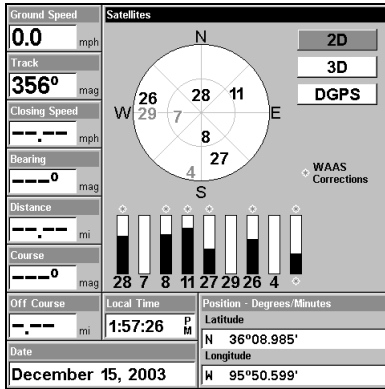 Ground Speed
0.0 mph
Track
356° mag
Closing Speed
--.-- mph
Bearing
---° mag
Distance
--.-- mi
Course
---° mag
Off Course
-.-- mi
Date
December 15, 2003
Satellites
N
2D
3D
DGPS
26 28 11
W 29 7 E
8
27
4
S
WAAS
Corrections
28 7 8 11 27 29 26 4
Local Time
1:57:26 PM
Position - Degrees/Minutes
Latitude
N 36°08.985'
Longitude
W 95°50.599'